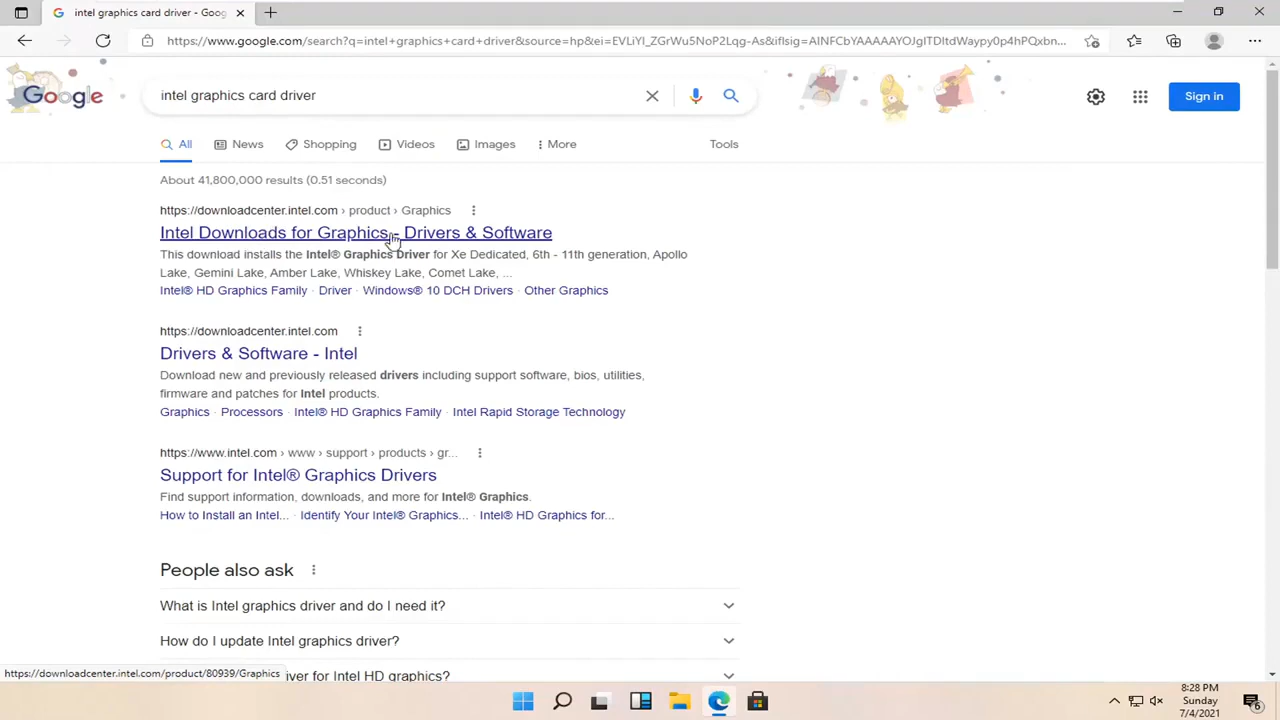 intel graphics card driver - Goog
https://www.google.com/search?q=intel+graphics+card+driver&source=hp&ei=EVLiYI_ZGrWu5NoP2Lqg-As&iflsig=AINFCbYAAAAAYOJgITDltdWaypy0p4hPQxbn...
Google
intel graphics card driver
Sign in
All News Shopping Videos Images More Tools
About 41,800,000 results (0.51 seconds)
https://downloadcenter.intel.com › product › Graphics
Intel Downloads for Graphics - Drivers & Software
This download installs the Intel® Graphics Driver for Xe Dedicated, 6th - 11th generation, Apollo
Lake, Gemini Lake, Amber Lake, Whiskey Lake, Comet Lake, ...
Intel® HD Graphics Family · Driver · Windows® 10 DCH Drivers · Other Graphics
https://downloadcenter.intel.com
Drivers & Software - Intel
Download new and previously released drivers including support software, bios, utilities,
firmware and patches for Intel products.
Graphics · Processors · Intel® HD Graphics Family · Intel Rapid Storage Technology
https://www.intel.com › www › support › products › gr...
Support for Intel® Graphics Drivers
Find support information, downloads, and more for Intel® Graphics.
How to Install an Intel... · Identify Your Intel® Graphics... · Intel® HD Graphics for...
People also ask
What is Intel graphics driver and do I need it?
How do I update Intel graphics driver?
iver for Intel HD graphics?
https://downloadcenter.intel.com/product/80939/Graphics
8:28 PM
Sunday
7/4/2021
6